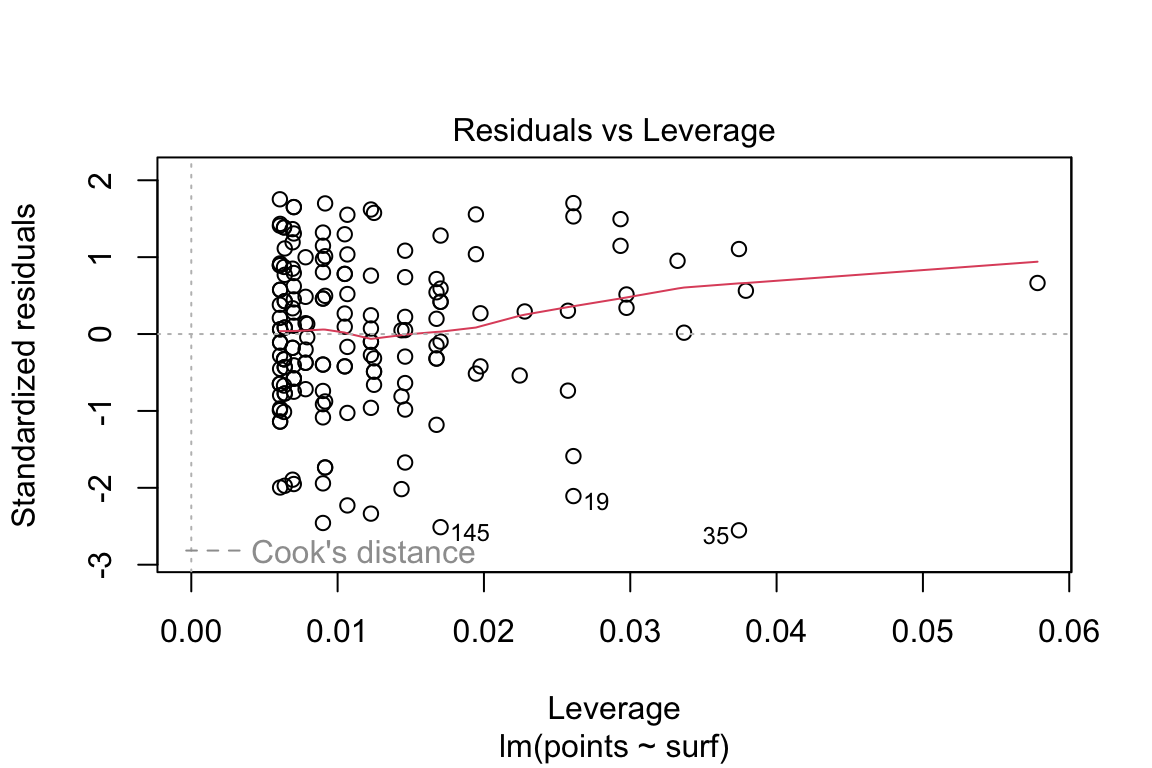 Residuals vs Leverage
Standardized residuals
2
1
0
-1
-2
-3
145
19
35
Cook's distance
0.00 0.01 0.02 0.03 0.04 0.05 0.06
Leverage
lm(points ~ surf)